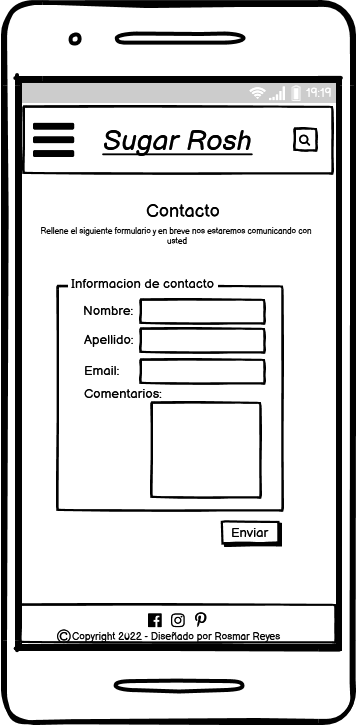 19:19
Sugar Rosh
Contacto
Rellene el siguiente formulario y en breve nos estaremos comunicando con
usted
Informacion de contacto
Nombre:
Apellido:
Email:
Comentarios:
Enviar
© Copyright 2022 - Diseñado por Rosmar Reyes